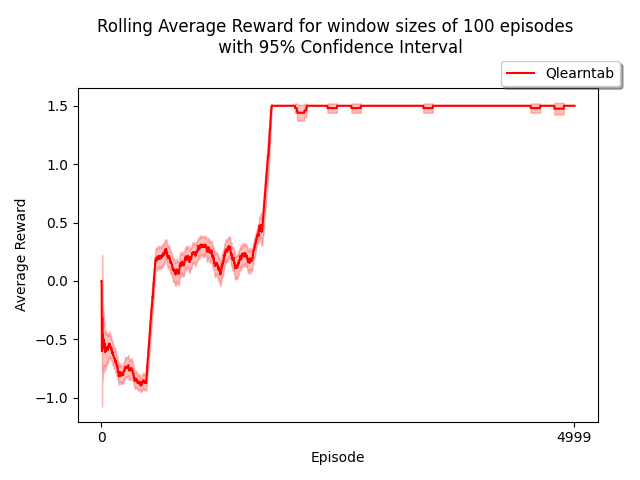 Rolling Average Reward for window sizes of 100 episodes
with 95% Confidence Interval
Qlearntab
1.5
1.0
0.5
0.0
−0.5
−1.0
Average Reward
0
4999
Episode